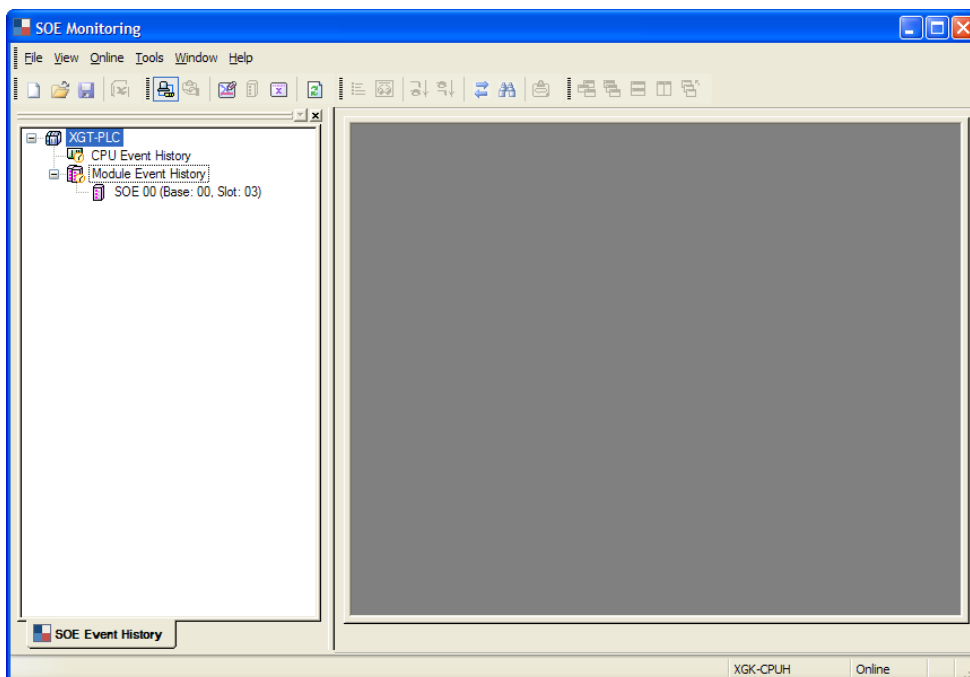 SOE Monitoring
File View Online Tools Window Help
XGT-PLC
CPU Event History
Module Event History
SOE 00 (Base: 00, Slot: 03)
SOE Event History
XGK-CPUH Online